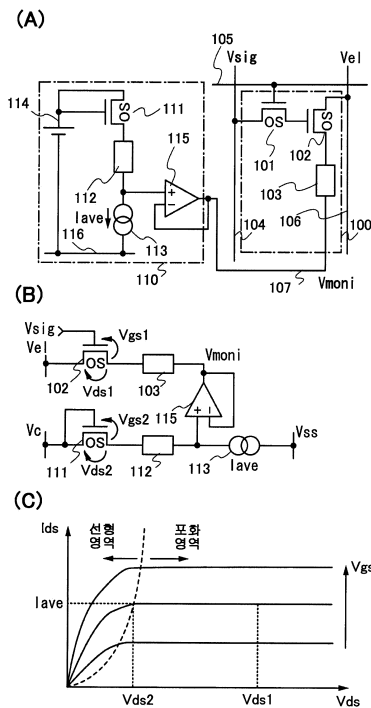 (A)
105
Vsig
Vel
114
OS
111
115
OS
102
OS
101
112
+
−
103
Iave
106
116
113
104
100
110
107
Vmoni
(B)
Vsig
Vgs1
Vel
OS
Vmoni
102
Vds1
103
115
+ −
Vc
Vgs2
Vss
OS
111
Vds2
112
113
Iave
(C)
Ids
선형 포화
영역 영역
Vgs
Iave
Vds2
Vds1
Vds